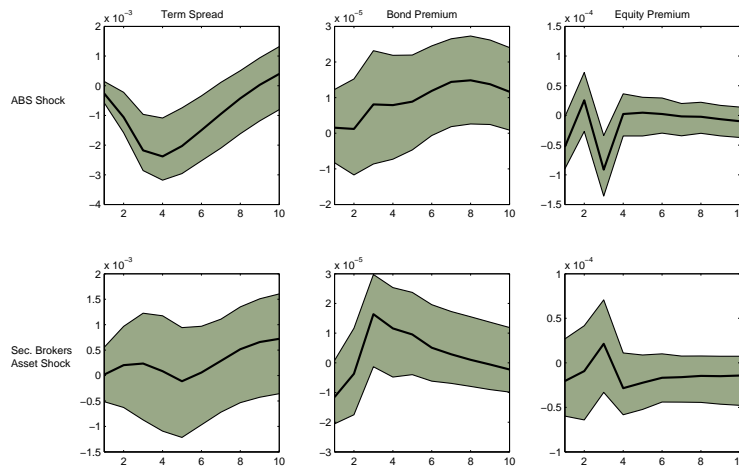 Term Spread
Bond Premium
Equity Premium
ABS Shock
x 10⁻³
2
1
0
−1
−2
−3
−4
2 4 6 8 10
x 10⁻⁵
3
2
1
0
−1
−2
2 4 6 8 10
x 10⁻⁴
1
0.5
0
−0.5
−1
−1.5
2 4 6 8 10
Sec. Brokers
Asset Shock
x 10⁻³
2
1.5
1
0.5
0
−0.5
−1
−1.5
2 4 6 8 10
x 10⁻⁵
3
2
1
0
−1
−2
−3
2 4 6 8 10
x 10⁻⁴
1
0.5
0
−0.5
−1
2 4 6 8 10